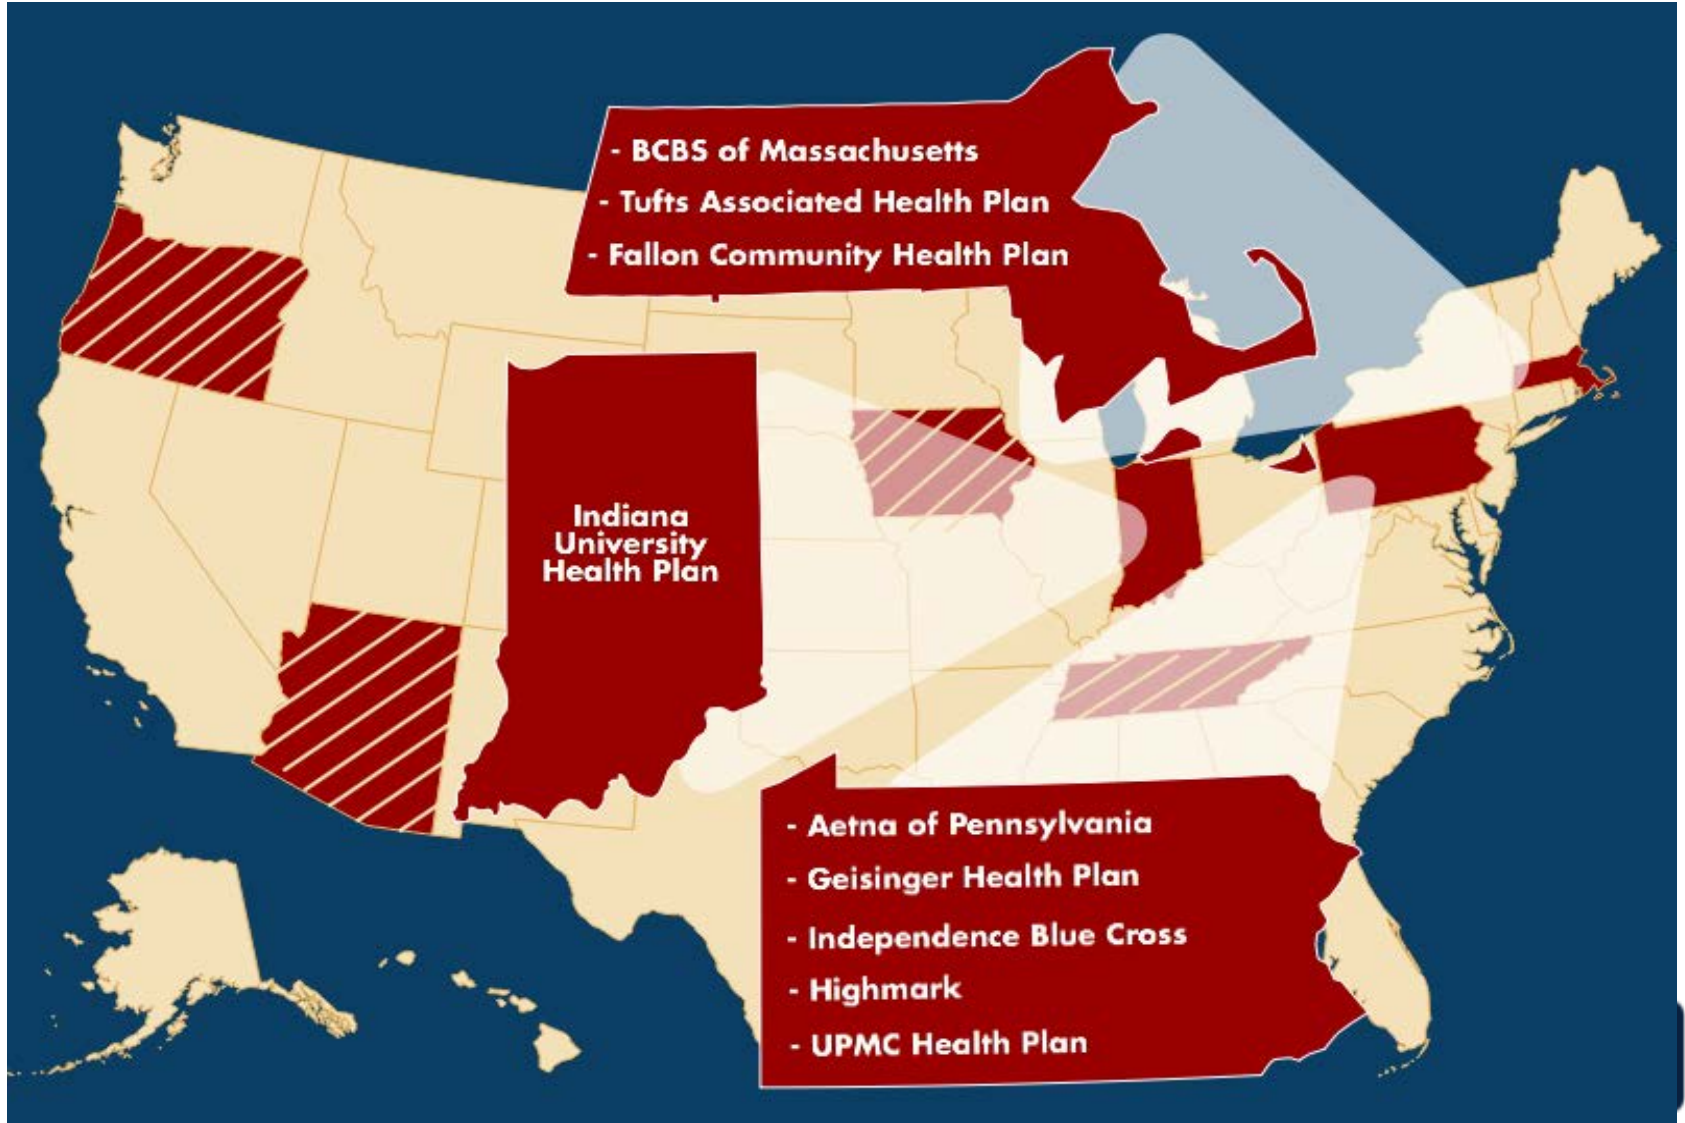 - BCBS of Massachusetts
- Tufts Associated Health Plan
- Fallon Community Health Plan
Indiana
University
Health Plan
- Aetna of Pennsylvania
- Geisinger Health Plan
- Independence Blue Cross
- Highmark
- UPMC Health Plan